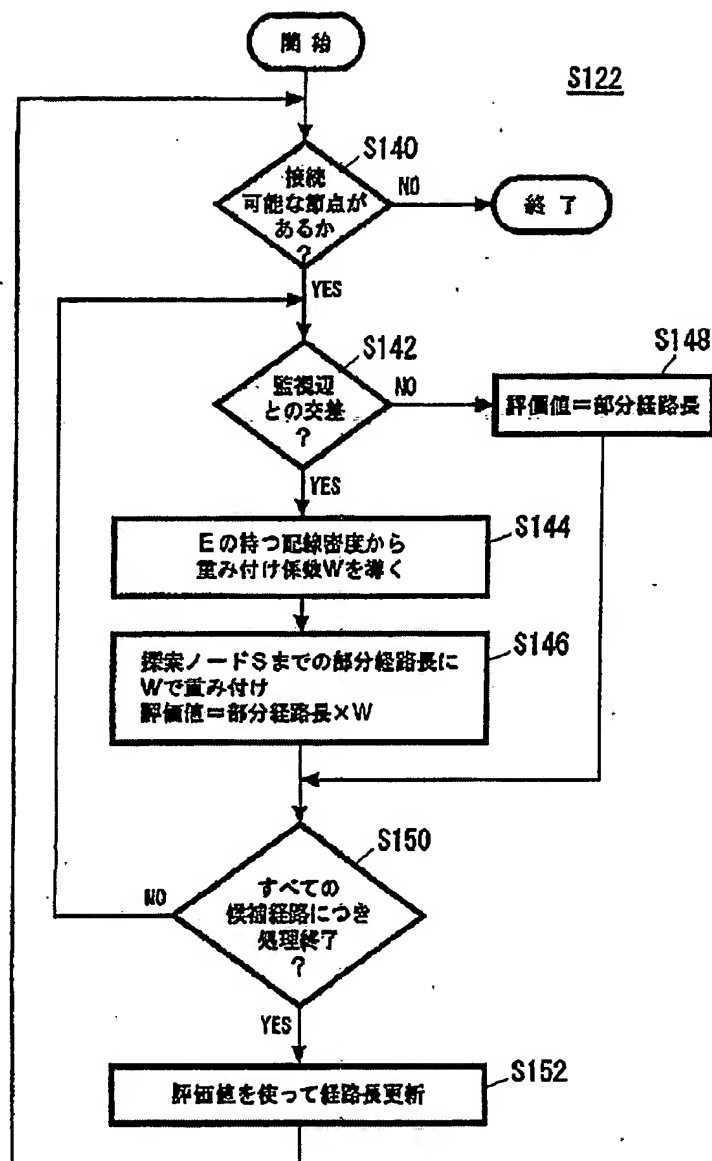 開始
S122
S140
接続
可能な節点が
あるか
?
NO
終了
YES
S142
監視辺
との交差
?
NO
S148
評価値=部分経路長
YES
S144
Eの持つ配線密度から
重み付け係数Wを導く
S146
探索ノードSまでの部分経路長に
Wで重み付け
評価値=部分経路長×W
S150
すべての
候補経路につき
処理終了
?
NO
YES
S152
評価値を使って経路長更新